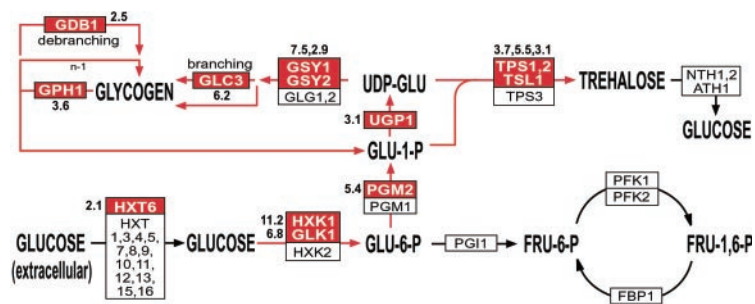 GDB1 2.5
debranching
n-1
GPH1
3.6
GLYCOGEN
branching
GLC3
6.2
7.5,2.9
GSY1
GSY2
GLG1,2
UDP-GLU
3.1 UGP1
GLU-1-P
3.7,5.5,3.1
TPS1,2
TSL1
TPS3
TREHALOSE
NTH1,2
ATH1
GLUCOSE
5.4 PGM2
PGM1
2.1 HXT6
HXT
1,3,4,5,
7,8,9,
10,11,
12,13,
15,16
GLUCOSE
(extracellular)
GLUCOSE
11.2 HXK1
6.8 GLK1
HXK2
GLU-6-P
PGI1
FRU-6-P
PFK1
PFK2
FRU-1,6-P
FBP1